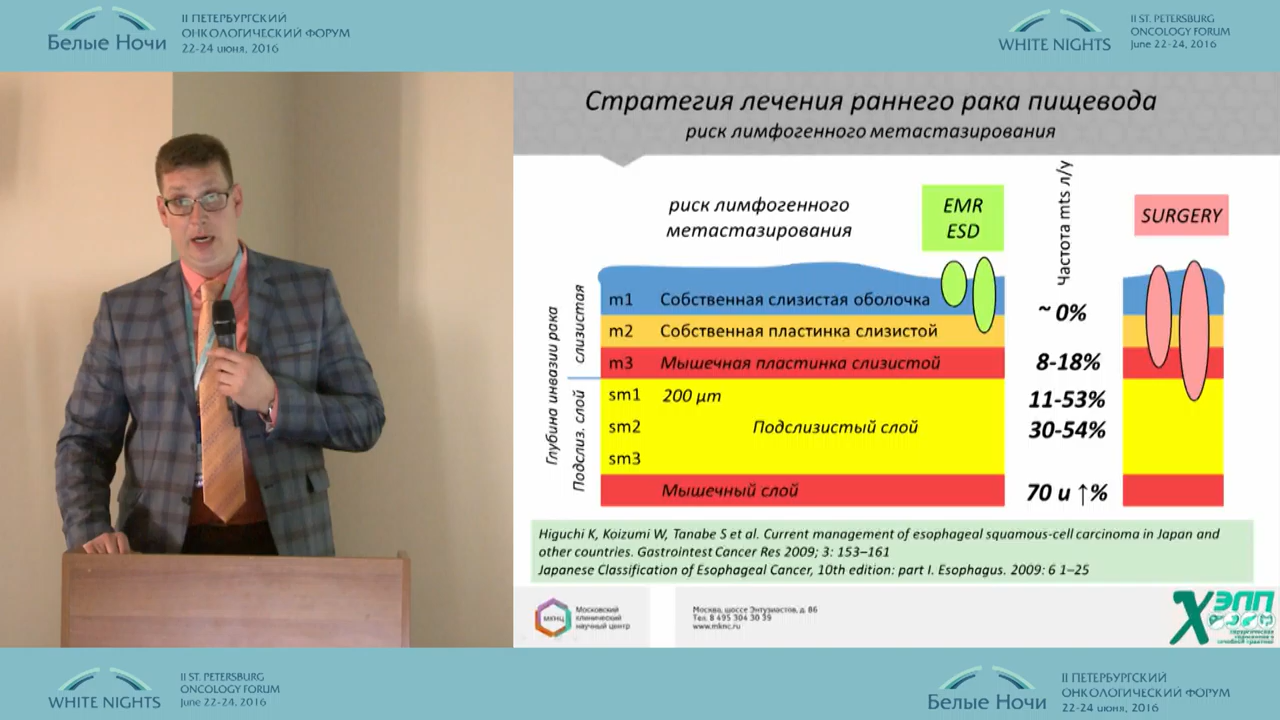 II ПЕТЕРБУРГСКИЙ
ОНКОЛОГИЧЕСКИЙ ФОРУМ
22-24 июня, 2016
Белые Ночи
WHITE NIGHTS
II ST. PETERSBURG
ONCOLOGY FORUM
June 22-24, 2016
Стратегия лечения раннего рака пищевода
риск лимфогенного метастазирования
риск лимфогенного
метастазирования
EMR
ESD
Частота mts л/у
SURGERY
Глубина инвазии рака
слизистая
Подслиз. слой
m1 Собственная слизистая оболочка
~ 0%
m2 Собственная пластинка слизистой
m3 Мышечная пластинка слизистой
8-18%
sm1 200 µm
11-53%
sm2 Подслизистый слой
30-54%
sm3
Мышечный слой
70 и ↑%
Higuchi K, Koizumi W, Tanabe S et al. Current management of esophageal squamous-cell carcinoma in Japan and
other countries. Gastrointest Cancer Res 2009; 3: 153–161
Japanese Classification of Esophageal Cancer, 10th edition: part I. Esophagus. 2009: 6 1–25
МКНЦ
Московский
клинический
научный центр
Москва, шоссе Энтузиастов, д. 86
Тел. 8 495 304 30 39
www.mknc.ru
ХЭЛП
WHITE NIGHTS
II ST. PETERSBURG
ONCOLOGY FORUM
June 22-24, 2016
Белые Ночи
II ПЕТЕРБУРГСКИЙ
ОНКОЛОГИЧЕСКИЙ ФОРУМ
22-24 июня, 2016